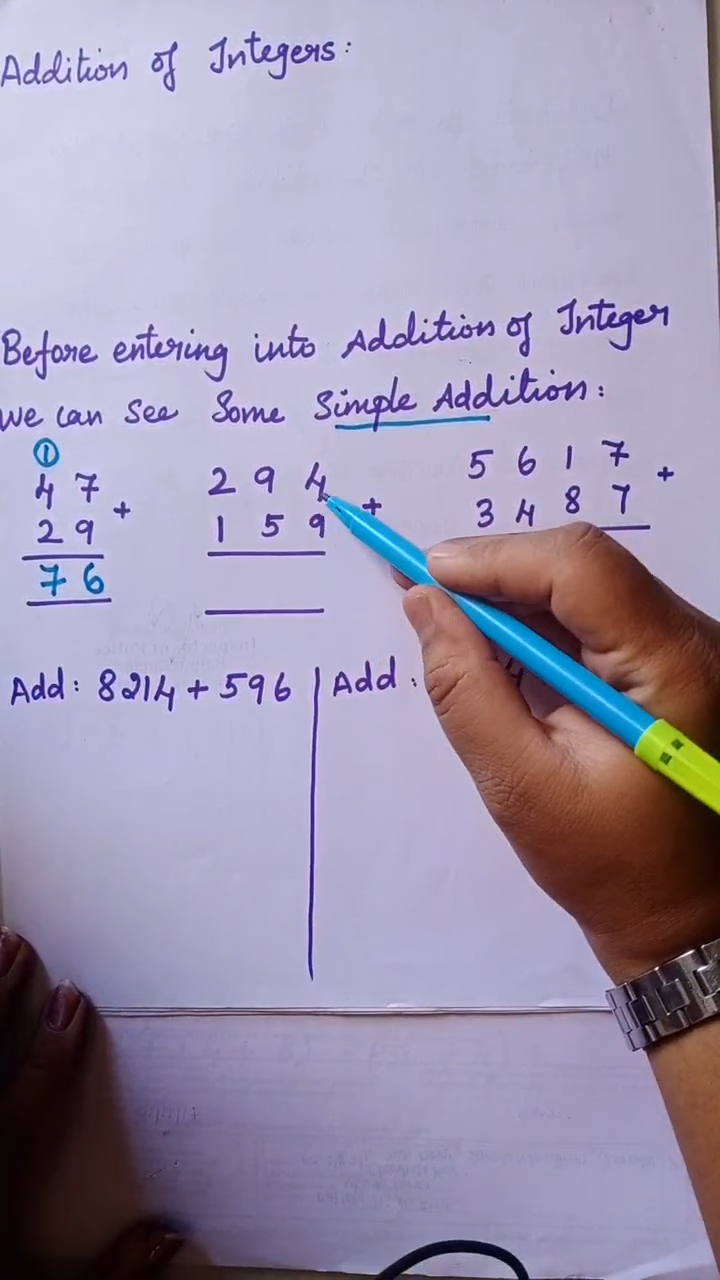 Addition of Integers:
Before entering into Addition of Integer
we can See Some Simple Addition:
①
4 7
2 9 +
7 6
2 9 4
1 5 9 +
5 6 1 7
3 4 8 7 +
Add: 8214 + 596
Add: